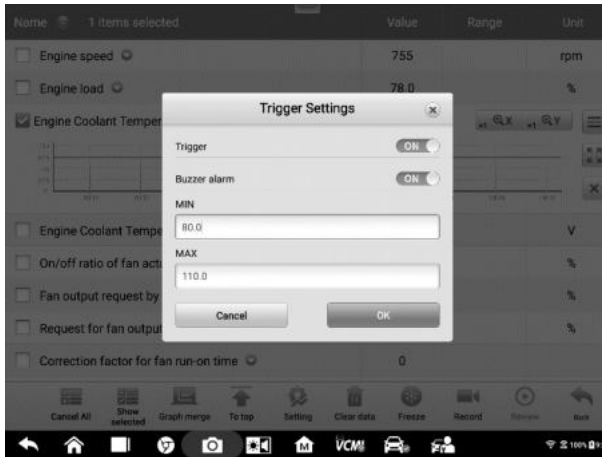 Name 1 items selected Value Range Unit
Engine speed 755 rpm
Engine load 78.0 %
Trigger Settings
Engine Coolant Temper
Trigger ON
Buzzer alarm ON
MIN
80.0
MAX
110.0
Cancel OK
Engine Coolant Tempe V
On/off ratio of fan actu %
Fan output request by %
Request for fan output %
Correction factor for fan run-on time 0
Cancel All Show selected Graph merge To top Setting Clear data Freeze Record Review Back
VCMI 100%